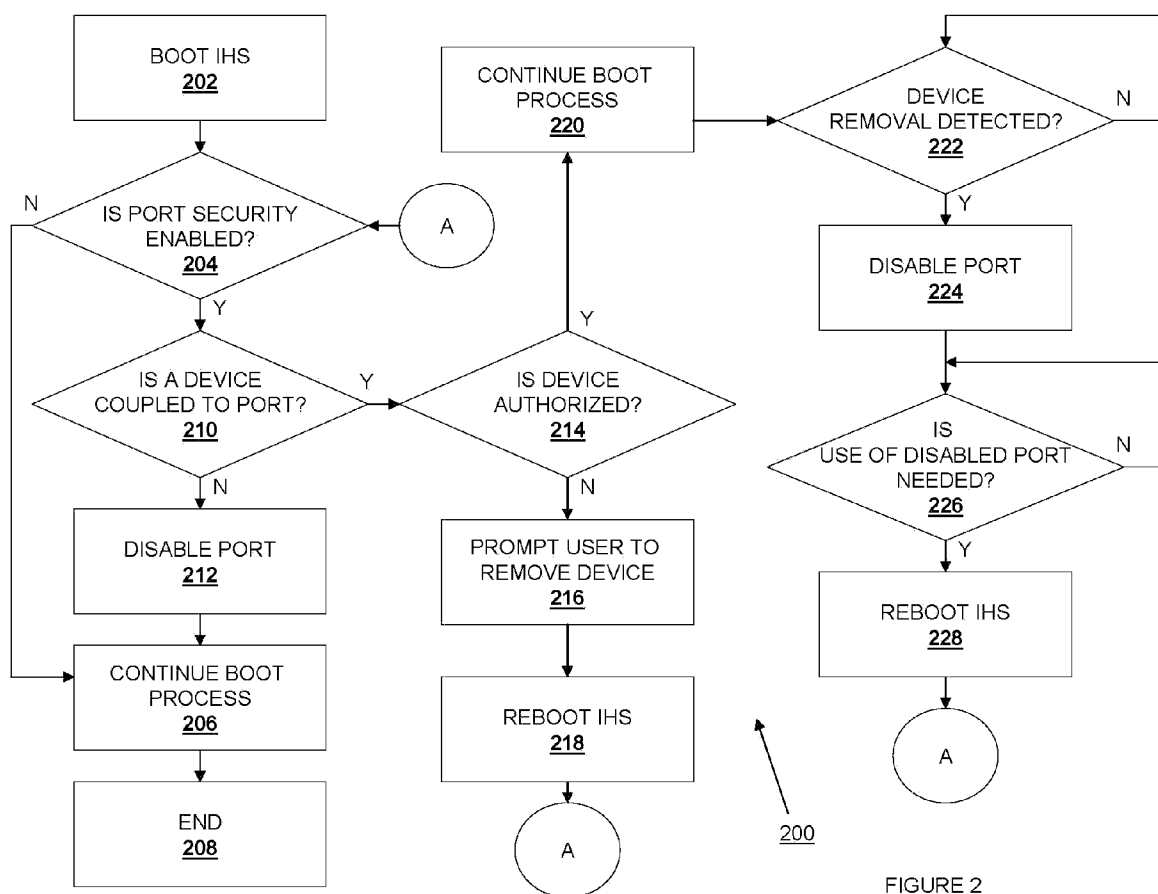 BOOT IHS
202
N
IS PORT SECURITY
ENABLED?
204
A
Y
IS A DEVICE
COUPLED TO PORT?
210
Y
N
DISABLE PORT
212
CONTINUE BOOT
PROCESS
206
END
208
CONTINUE BOOT
PROCESS
220
Y
IS DEVICE
AUTHORIZED?
214
N
PROMPT USER TO
REMOVE DEVICE
216
REBOOT IHS
218
A
DEVICE
REMOVAL DETECTED?
222
N
Y
DISABLE PORT
224
IS
USE OF DISABLED PORT
NEEDED?
226
N
Y
REBOOT IHS
228
A
200
FIGURE 2